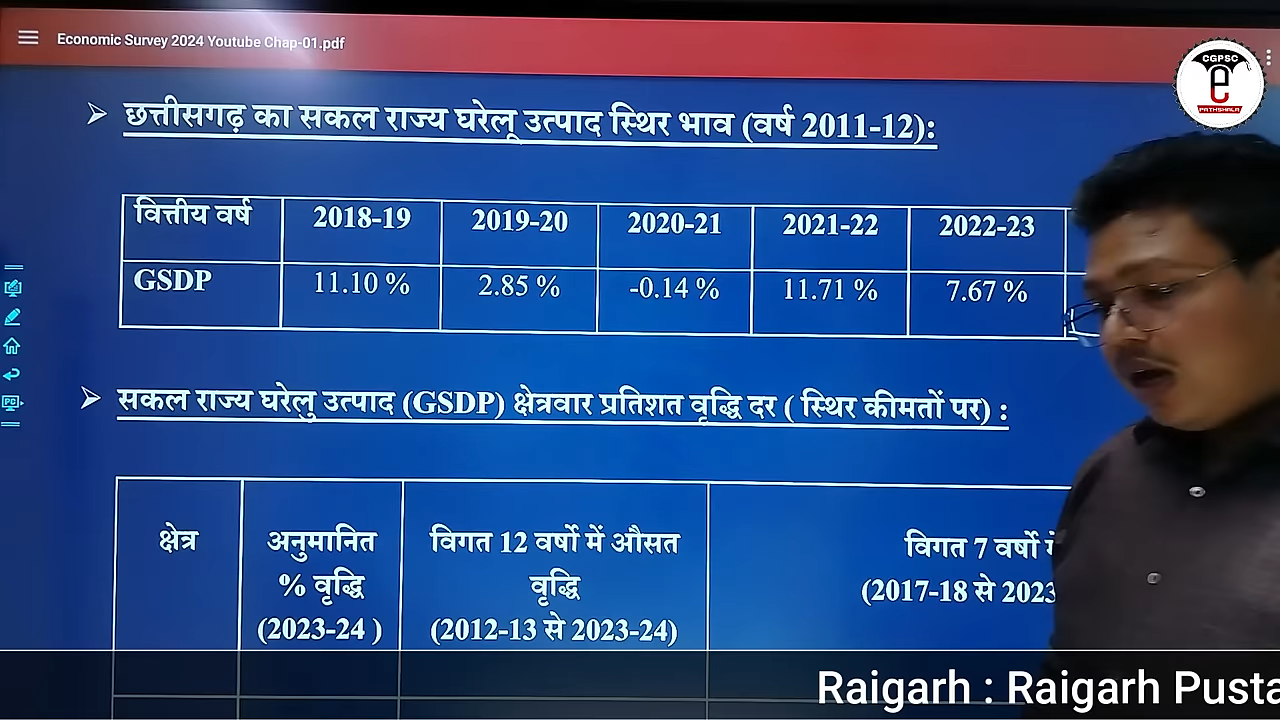 Economic Survey 2024 Youtube Chap-01.pdf
CGPSC
e
PATHSHALA
छत्तीसगढ़ का सकल राज्य घरेलू उत्पाद स्थिर भाव (वर्ष 2011-12):
वित्तीय वर्ष 2018-19 2019-20 2020-21 2021-22 2022-23
GSDP 11.10 % 2.85 % -0.14 % 11.71 % 7.67 %
सकल राज्य घरेलु उत्पाद (GSDP) क्षेत्रवार प्रतिशत वृद्धि दर ( स्थिर कीमतों पर) :
क्षेत्र अनुमानित विगत 12 वर्षो में औसत विगत 7 वर्षो
% वृद्धि वृद्धि (2017-18 से 2023
(2023-24 ) (2012-13 से 2023-24)
Raigarh : Raigarh Pusta